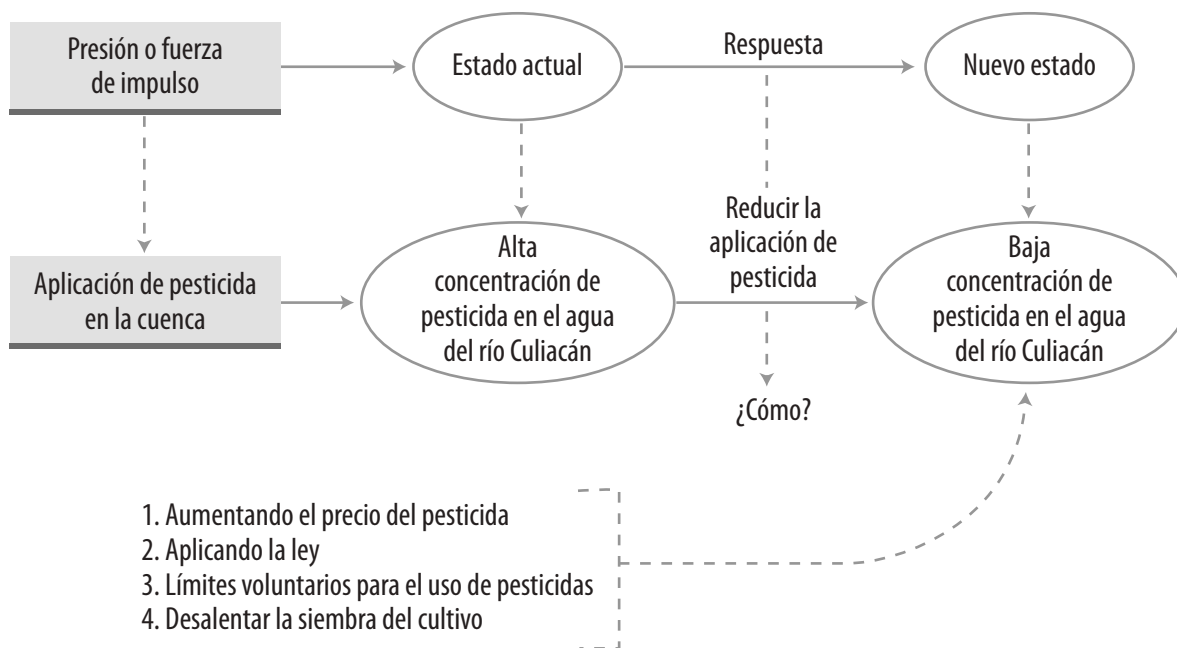 Presión o fuerza
de impulso
Estado actual
Respuesta
Nuevo estado
Aplicación de pesticida
en la cuenca
Alta
concentración de
pesticida en el agua
del río Culiacán
Reducir la
aplicación de
pesticida
Baja
concentración de
pesticida en el agua
del río Culiacán
¿Cómo?
1. Aumentando el precio del pesticida
2. Aplicando la ley
3. Límites voluntarios para el uso de pesticidas
4. Desalentar la siembra del cultivo